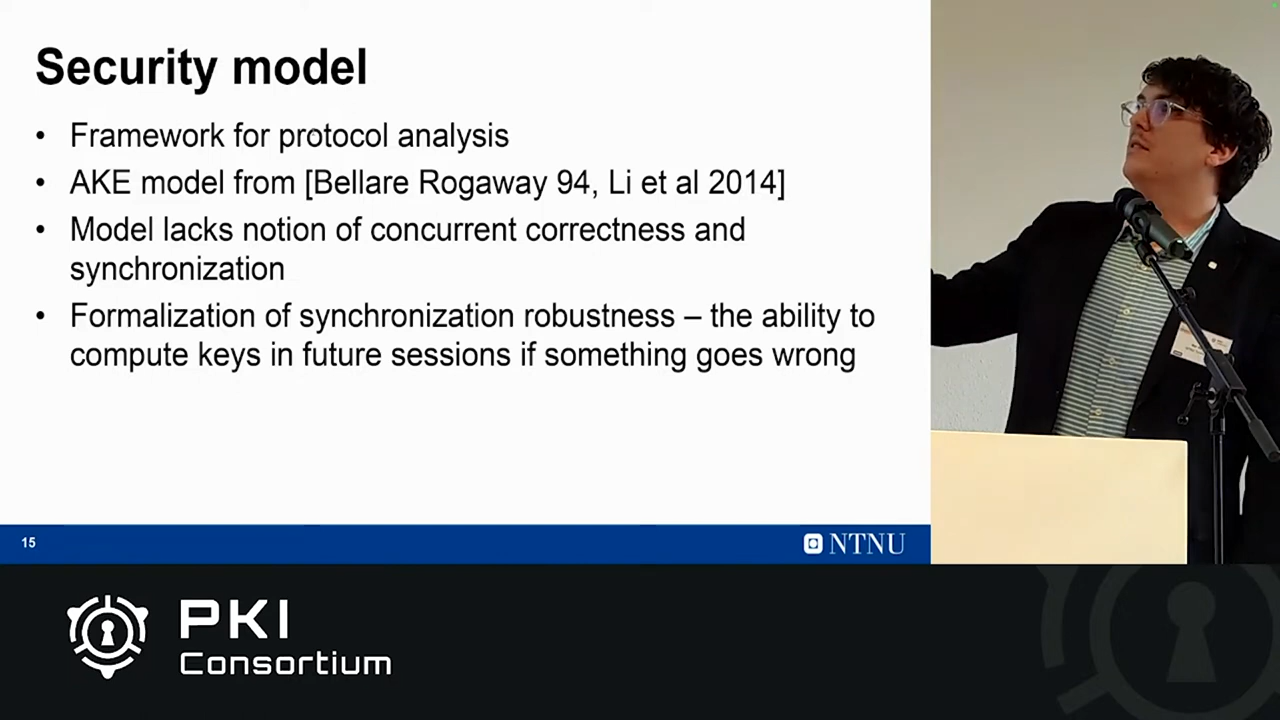 Security model
• Framework for protocol analysis
• AKE model from [Bellare Rogaway 94, Li et al 2014]
• Model lacks notion of concurrent correctness and
synchronization
• Formalization of synchronization robustness – the ability to
compute keys in future sessions if something goes wrong
15
NTNU
PKI
Consortium